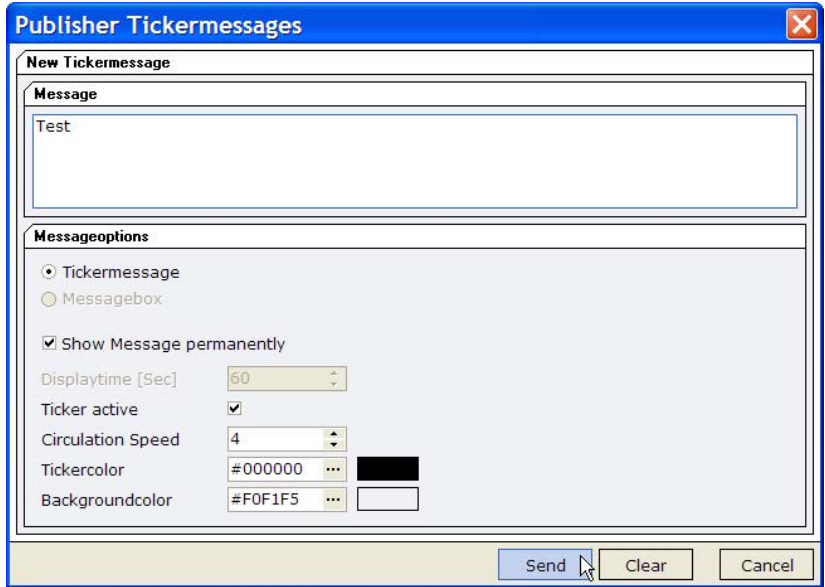 Publisher Tickermessages
New Tickermessage
Message
Test
Messageoptions
Tickermessage
Messagebox
Show Message permanently
Displaytime [Sec] 60
Ticker active
Circulation Speed 4
Tickercolor #000000 ...
Backgroundcolor #F0F1F5 ...
Send Clear Cancel